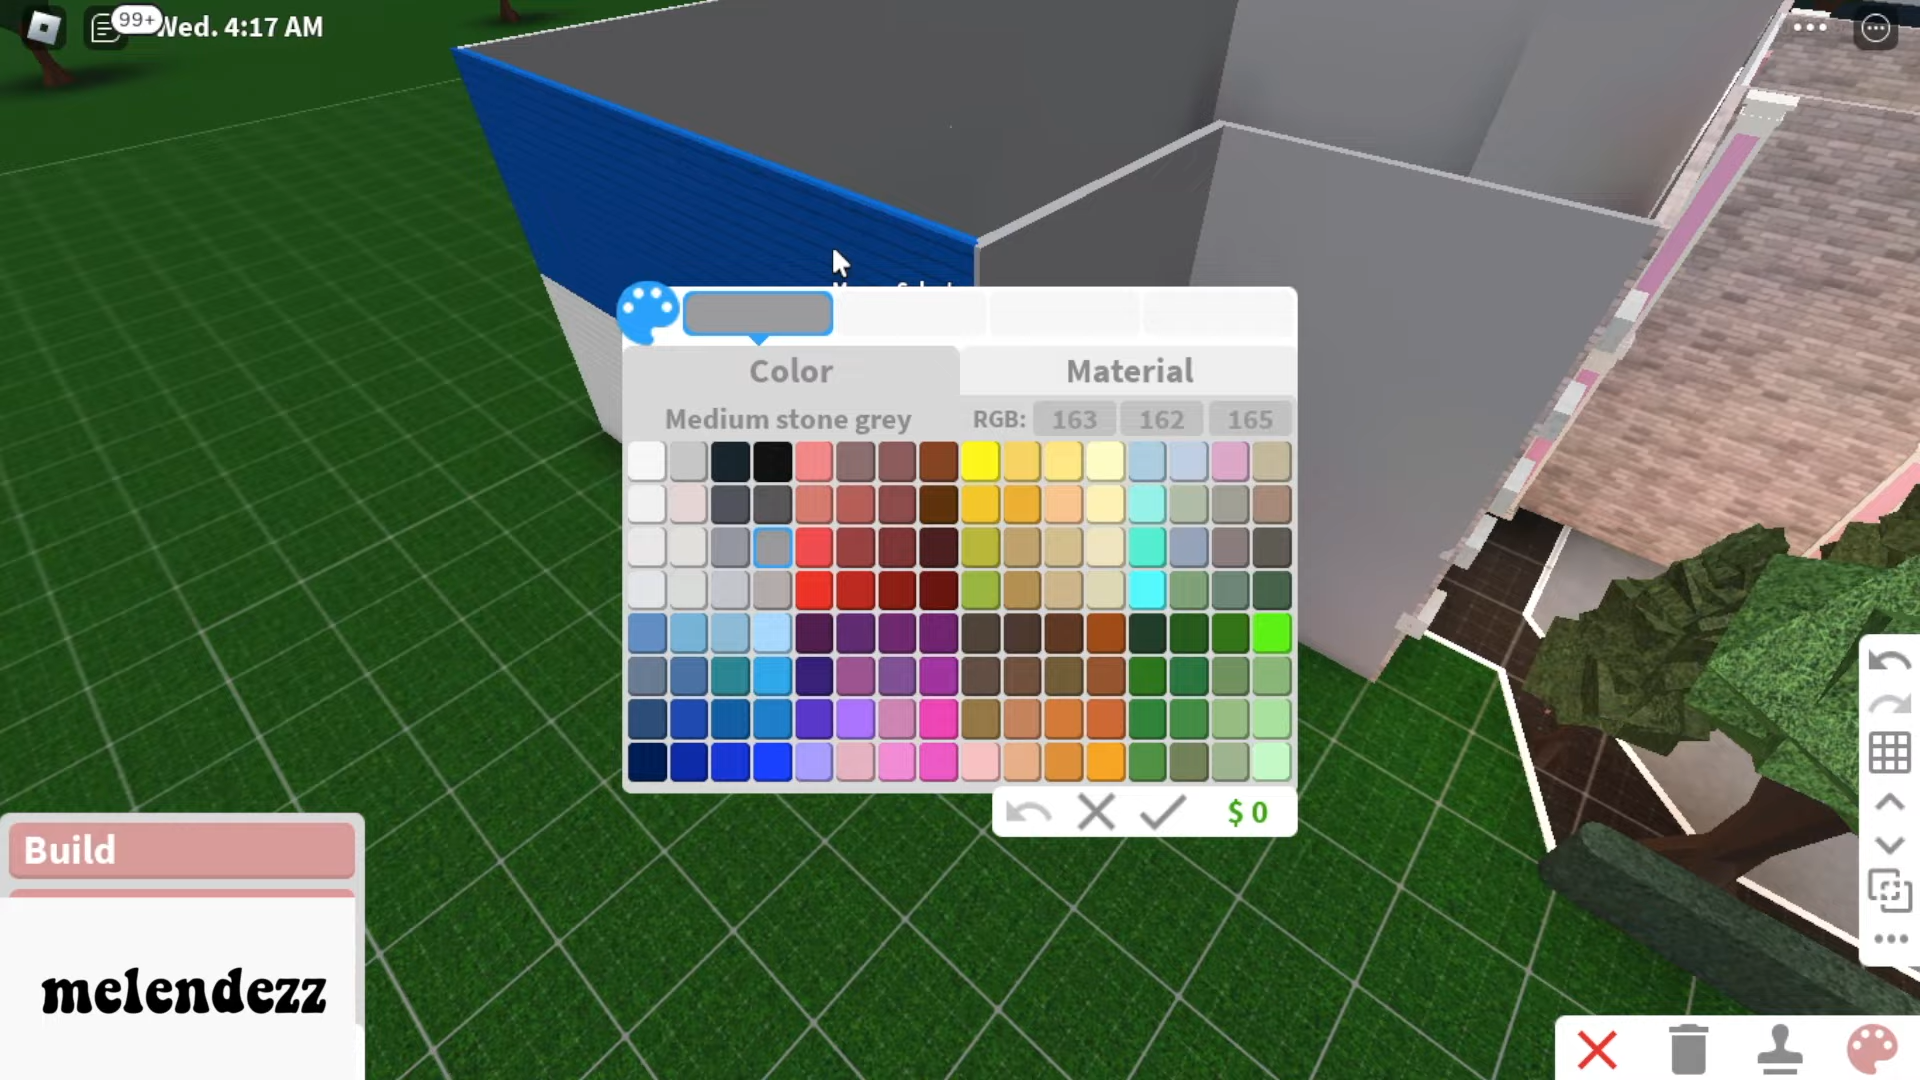 99+
Wed. 4:17 AM
Color
Material
Medium stone grey
RGB: 163 162 165
$ 0
Build
melendezz